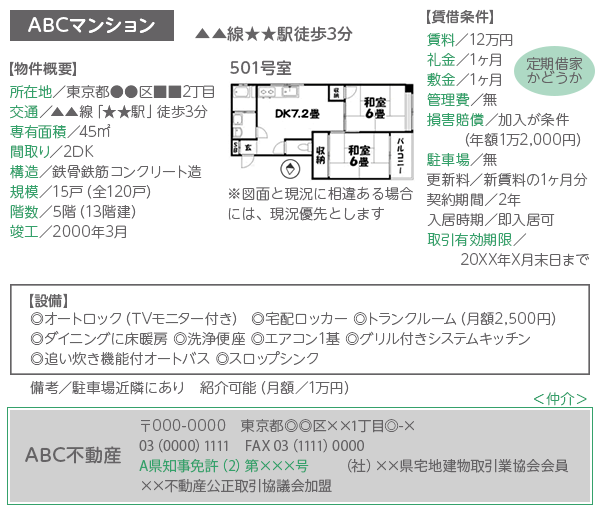 ABCマンション
▲▲線★★駅徒歩3分
【物件概要】
所在地／東京都●●区■■2丁目
交通／▲▲線「★★駅」徒歩3分
専有面積／45㎡
間取り／2DK
構造／鉄骨鉄筋コンクリート造
規模／15戸（全120戸）
階数／5階（13階建）
竣工／2000年3月
501号室
DK7.2畳
収納
和室
6畳
玄
収納
和室
6畳
バルコニー
※図面と現況に相違ある場合
には、現況優先とします
【賃借条件】
賃料／12万円
礼金／1ヶ月
敷金／1ヶ月
管理費／無
損害賠償／加入が条件
（年額1万2,000円）
駐車場／無
更新料／新賃料の1ヶ月分
契約期間／2年
入居時期／即入居可
取引有効期限／
20XX年X月末日まで
定期借家
かどうか
【設備】
◎オートロック（TVモニター付き）　◎宅配ロッカー ◎トランクルーム（月額2,500円）
◎ダイニングに床暖房 ◎洗浄便座 ◎エアコン1基 ◎グリル付きシステムキッチン
◎追い炊き機能付オートバス ◎スロップシンク
備考／駐車場近隣にあり　紹介可能（月額／1万円）
＜仲介＞
ABC不動産
〒000-0000　東京都◎◎区××1丁目◎-×
03（0000）1111　FAX 03（1111）0000
A県知事免許（2）第×××号　　（社）××県宅地建物取引業協会会員
××不動産公正取引協議会加盟